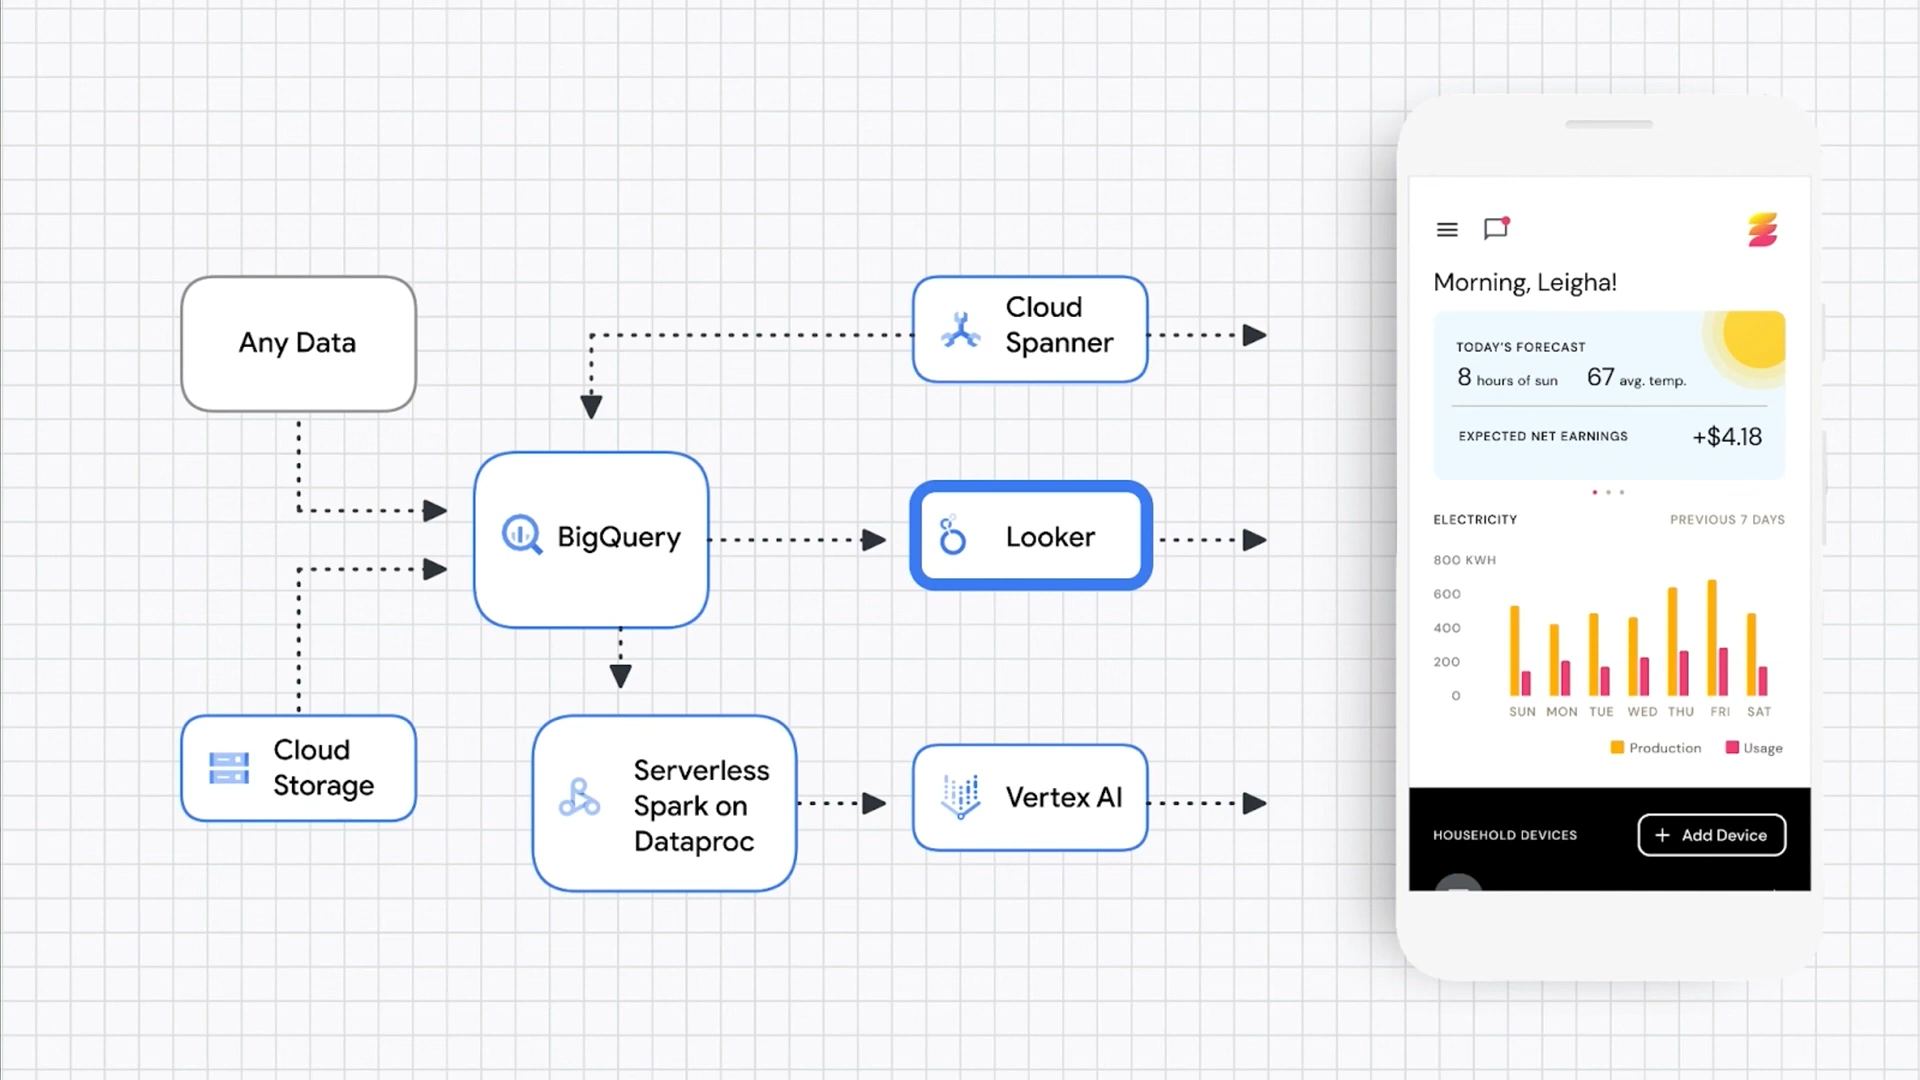 Any Data
Cloud
Spanner
BigQuery
Looker
Cloud
Storage
Serverless
Spark on
Dataproc
Vertex AI
Morning, Leigha!
TODAY'S FORECAST
8 hours of sun 67 avg. temp.
EXPECTED NET EARNINGS +$4.18
ELECTRICITY PREVIOUS 7 DAYS
800 KWH
600
400
200
0
SUN MON TUE WED THU FRI SAT
Production Usage
HOUSEHOLD DEVICES + Add Device